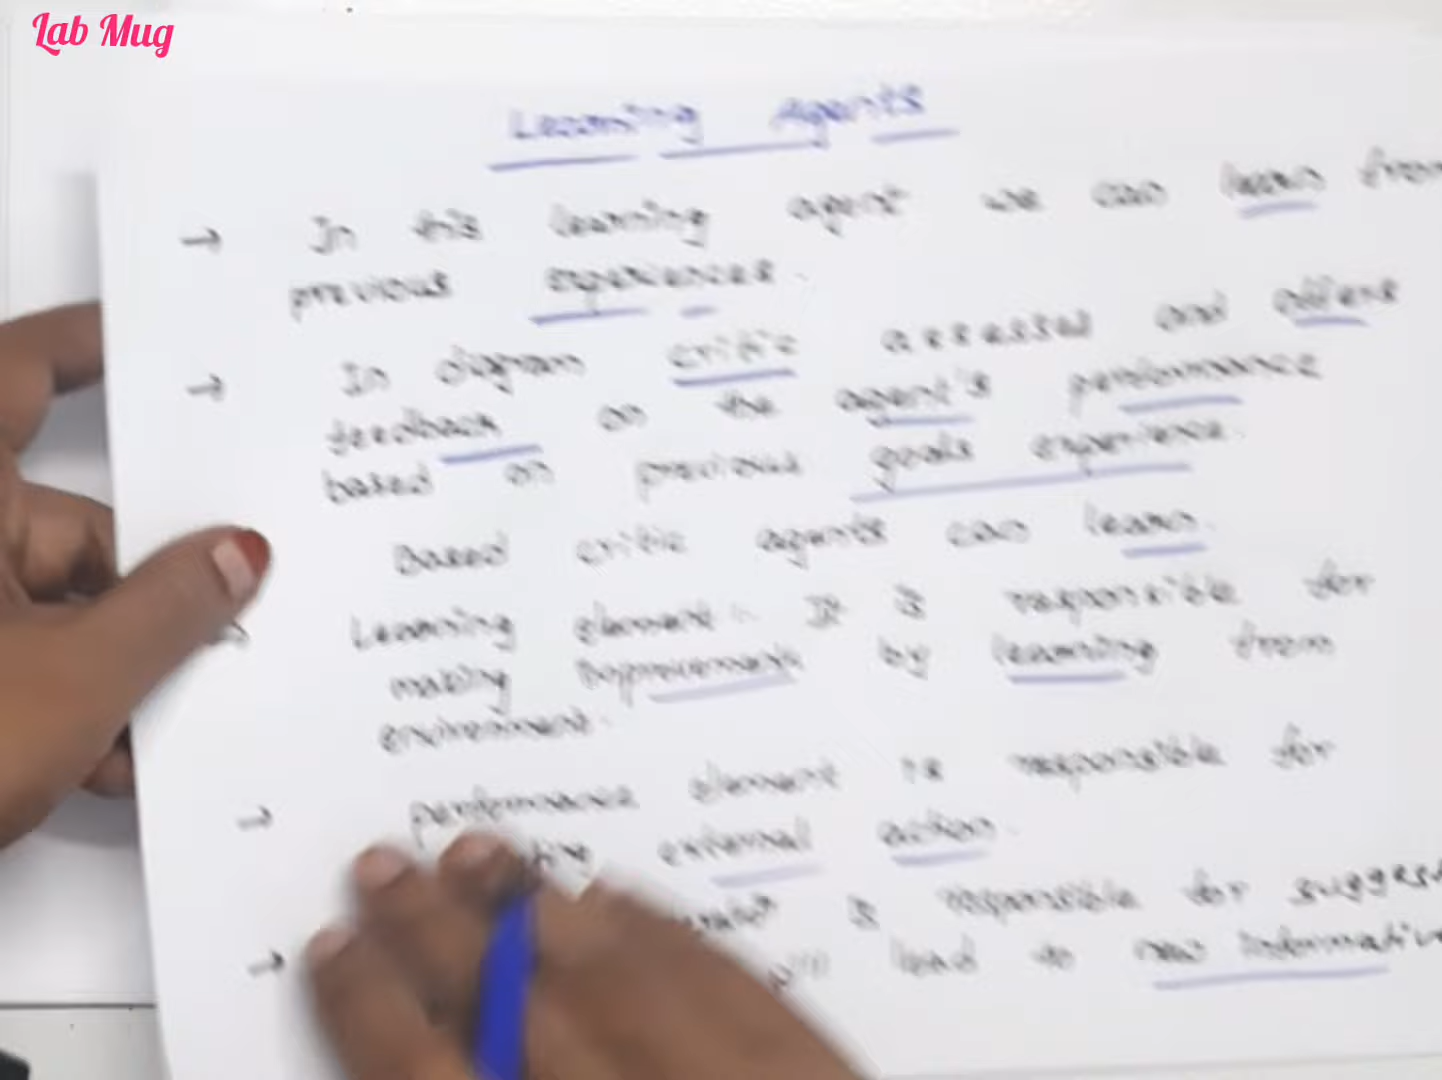 Lab Mug
Learning Agents
→ In this learning agent we can learn from
previous experiences.
→ In diagram critic assesses and offers
feedback on the agent's performance
based on previous goals experience.
Based critic agents can learn.
Learning element :- It is responsible for
making improvement by learning from
environment.
→ performance element is responsible for
external action.
→ is responsible for suggest
will lead to new informative